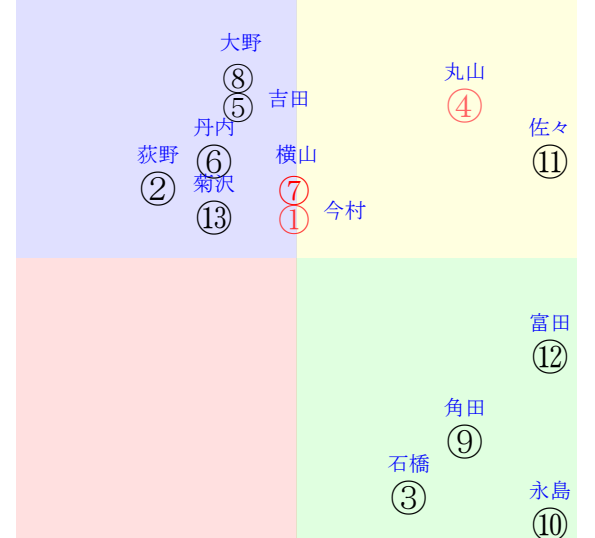 大野
⑧
⑤ 吉田
丸山
④
丹内
⑥
佐々
⑪
荻野
②
横山
⑦
菊沢
⑬
① 今村
富田
⑫
角田
⑨
石橋
③
永島
⑩